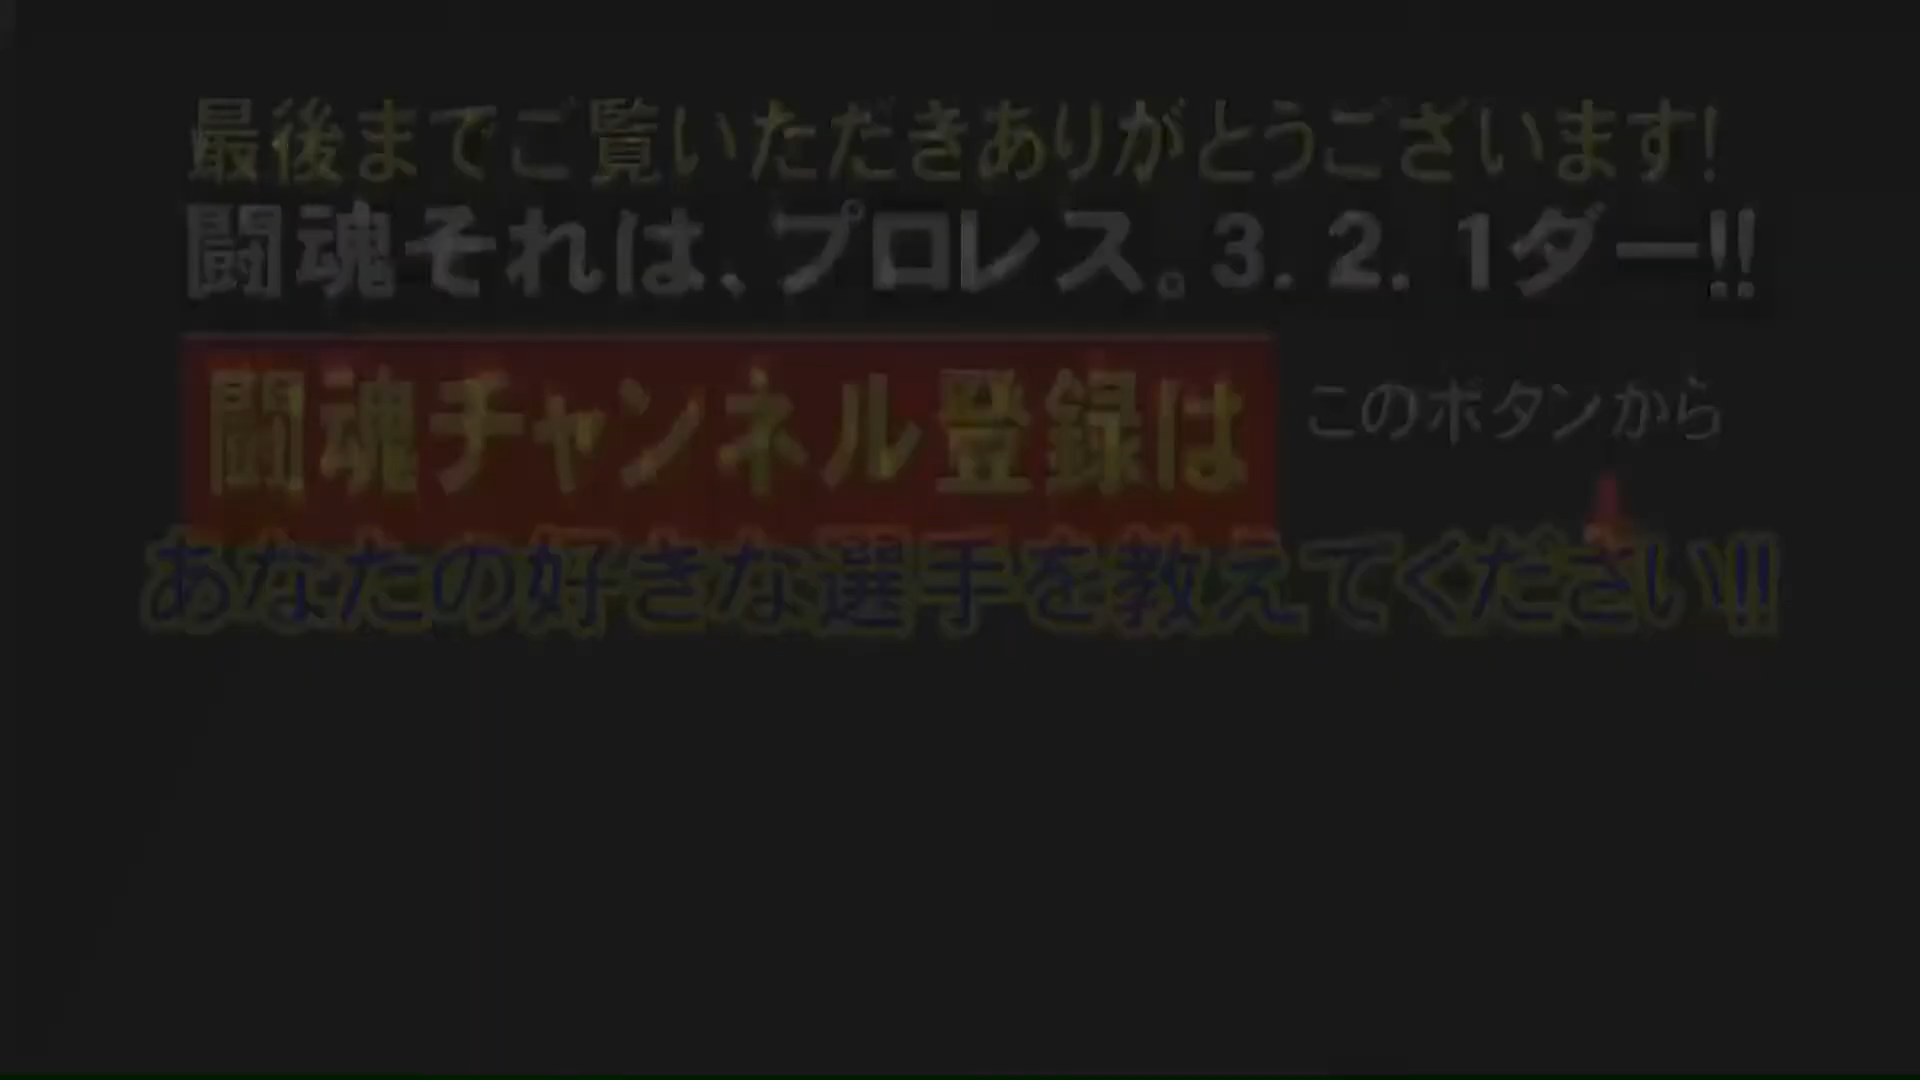 最後までご覧いただきありがとうございます!
闘魂それは、プロレス。3.2.1ダー!!
闘魂チャンネル登録は
このボタンから
あなたの好きな選手を教えてください!!